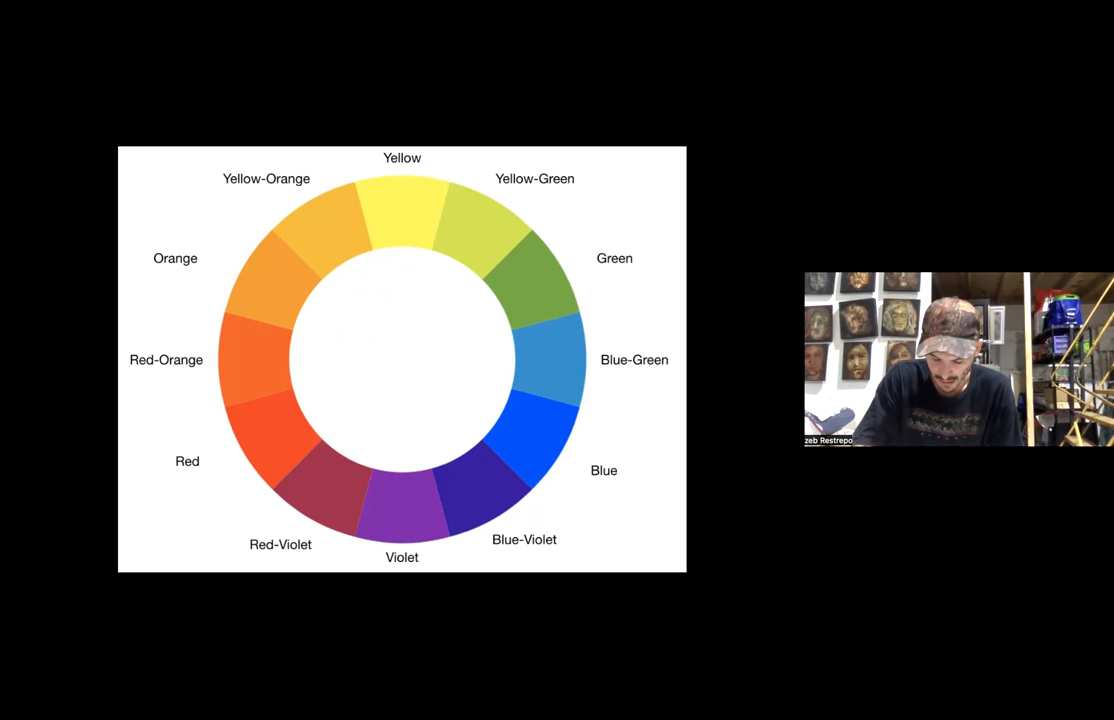 Yellow
Yellow-Orange
Yellow-Green
Orange
Green
Red-Orange
Blue-Green
Red
Blue
Red-Violet
Blue-Violet
Violet
zeb Restrepo